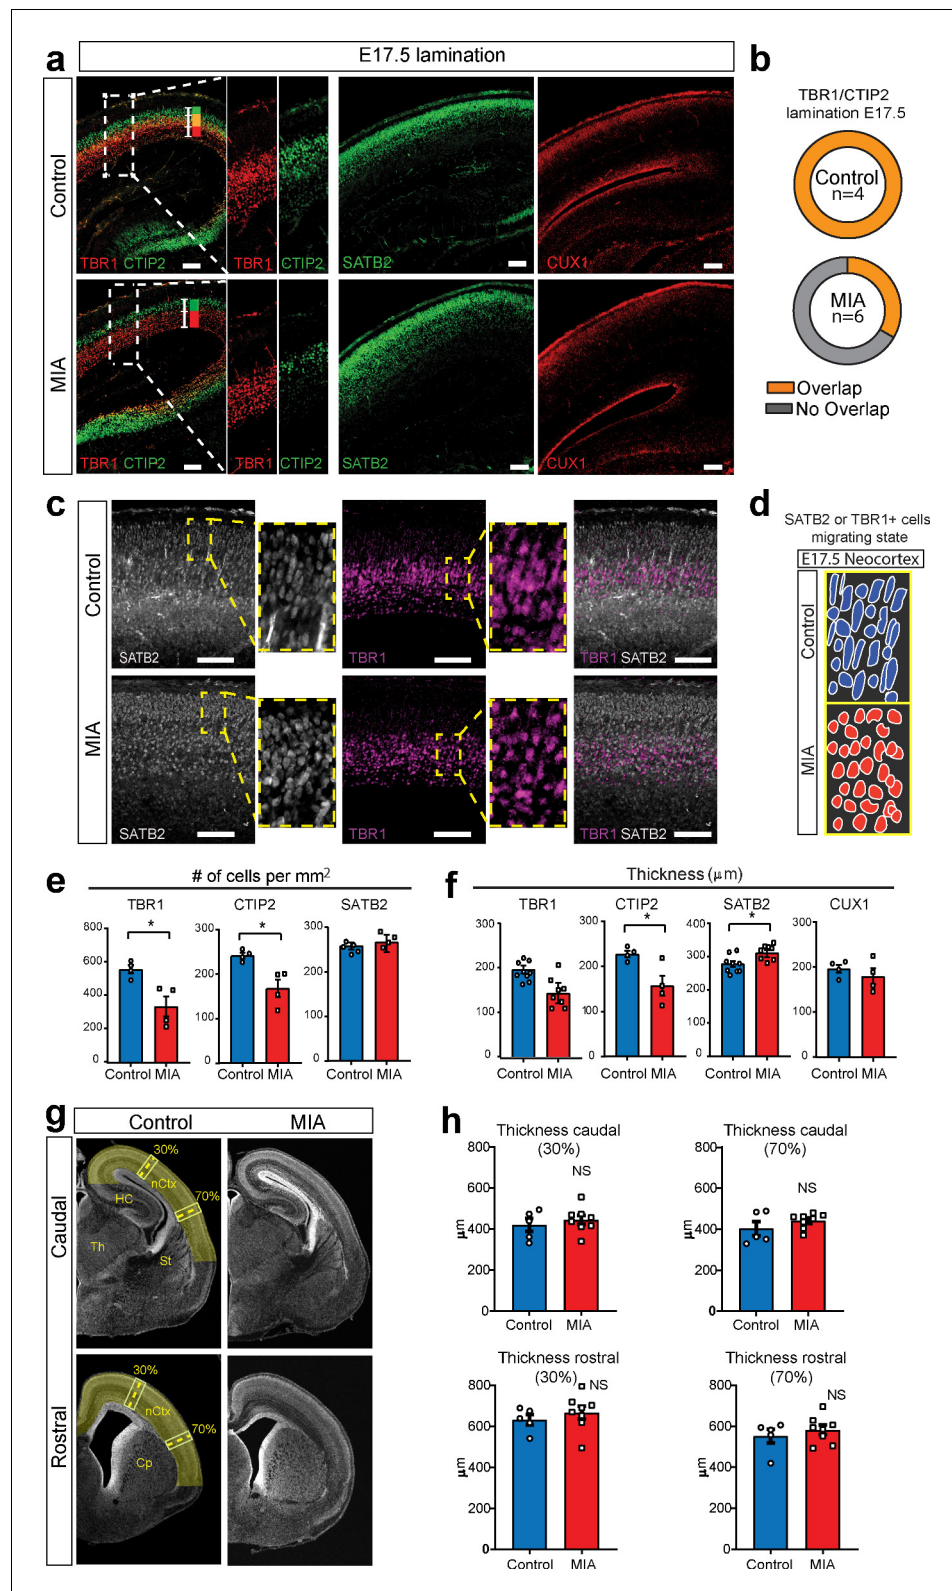 a
E17.5 lamination
b
Control
TBR1 CTIP2
TBR1
CTIP2
SATB2
CUX1
MIA
TBR1 CTIP2
TBR1
CTIP2
SATB2
CUX1
TBR1/CTIP2
lamination E17.5
Control
n=4
MIA
n=6
Overlap
No Overlap
c
Control
SATB2
TBR1
TBR1 SATB2
MIA
SATB2
TBR1
TBR1 SATB2
d
SATB2 or TBR1+ cells
migrating state
E17.5 Neocortex
Control
MIA
e
# of cells per mm2
TBR1
800
600
400
200
0
*
Control MIA
CTIP2
300
200
100
0
*
Control MIA
SATB2
300
200
100
0
Control MIA
f
Thickness (μm)
TBR1
300
200
100
0
Control MIA
CTIP2
300
200
100
0
*
Control MIA
SATB2
400
300
200
100
0
*
Control MIA
CUX1
300
200
100
0
Control MIA
g
Control
MIA
Caudal
30%
nCtx
70%
HC
Th
St
Rostral
30%
nCtx
70%
Cp
h
Thickness caudal
(30%)
NS
μm
800
600
400
200
0
Control MIA
Thickness caudal
(70%)
NS
μm
800
600
400
200
0
Control MIA
Thickness rostral
(30%)
NS
μm
800
600
400
200
0
Control MIA
Thickness rostral
(70%)
NS
μm
800
600
400
200
0
Control MIA